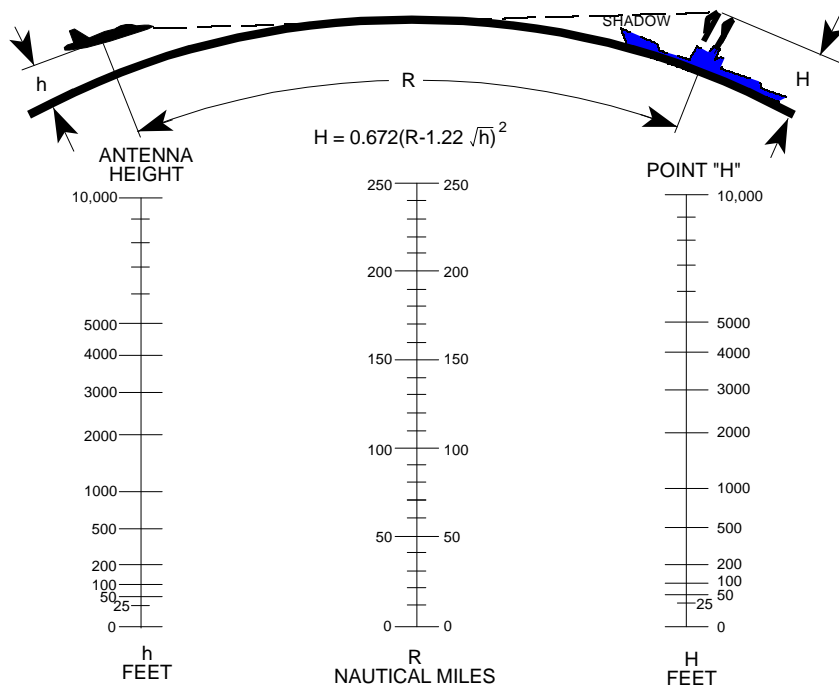 SHADOW
h
R
H
H = 0.672(R-1.22 √h)²
ANTENNA
HEIGHT
10,000
5000
4000
3000
2000
1000
500
200
100
50
25
0
h
FEET
250 250
200 200
150 150
100 100
50 50
0 0
R
NAUTICAL MILES
POINT "H"
10,000
5000
4000
3000
2000
1000
500
200
100
50
25
0
H
FEET